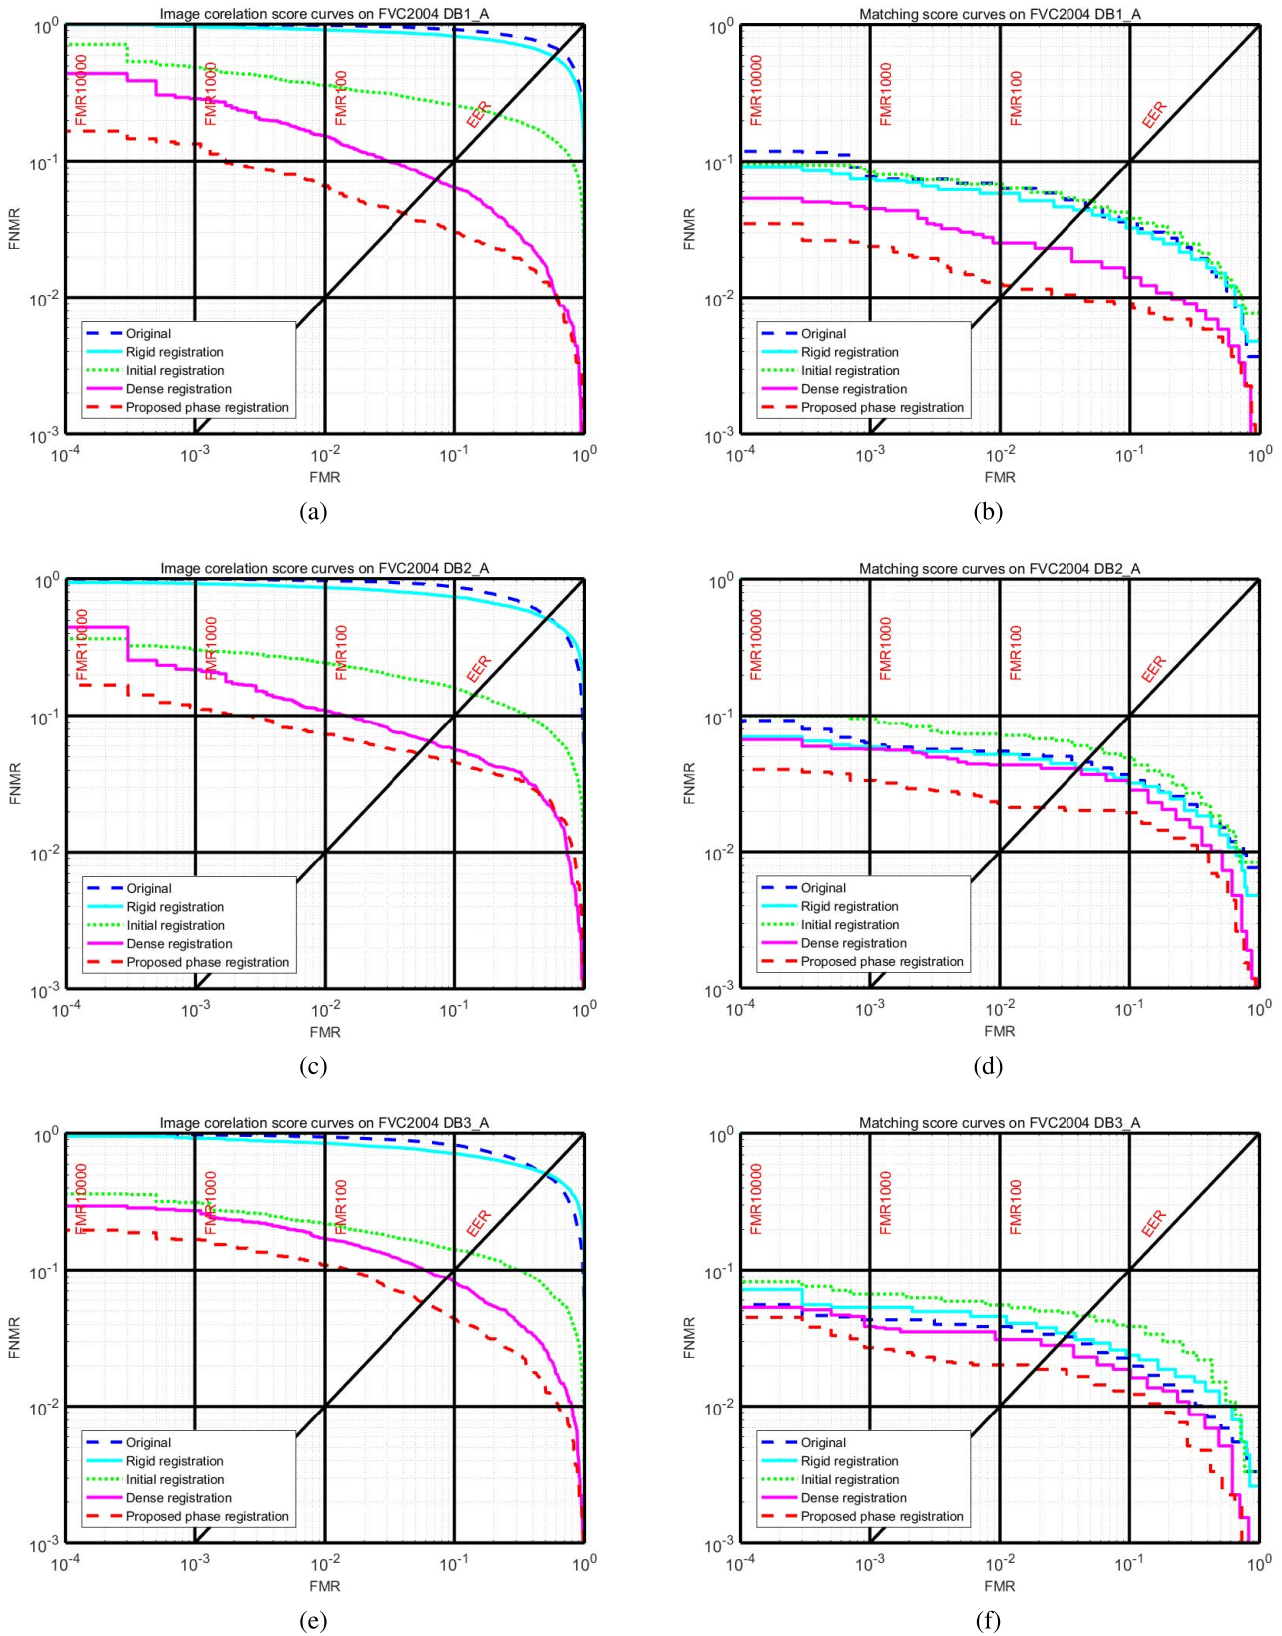 Image corelation score curves on FVC2004 DB1_A
10^0
10^-1
10^-2
10^-3
FNMR
FMR10000
FMR1000
FMR100
EER
Original
Rigid registration
Initial registration
Dense registration
Proposed phase registration
10^-4 10^-3 10^-2 10^-1 10^0
FMR
(a)
Matching score curves on FVC2004 DB1_A
10^0
10^-1
10^-2
10^-3
FNMR
FMR10000
FMR1000
FMR100
EER
Original
Rigid registration
Initial registration
Dense registration
Proposed phase registration
10^-4 10^-3 10^-2 10^-1 10^0
FMR
(b)
Image corelation score curves on FVC2004 DB2_A
10^0
10^-1
10^-2
10^-3
FNMR
FMR10000
FMR1000
FMR100
EER
Original
Rigid registration
Initial registration
Dense registration
Proposed phase registration
10^-4 10^-3 10^-2 10^-1 10^0
FMR
(c)
Matching score curves on FVC2004 DB2_A
10^0
10^-1
10^-2
10^-3
FNMR
FMR10000
FMR1000
FMR100
EER
Original
Rigid registration
Initial registration
Dense registration
Proposed phase registration
10^-4 10^-3 10^-2 10^-1 10^0
FMR
(d)
Image corelation score curves on FVC2004 DB3_A
10^0
10^-1
10^-2
10^-3
FNMR
FMR10000
FMR1000
FMR100
EER
Original
Rigid registration
Initial registration
Dense registration
Proposed phase registration
10^-4 10^-3 10^-2 10^-1 10^0
FMR
(e)
Matching score curves on FVC2004 DB3_A
10^0
10^-1
10^-2
10^-3
FNMR
FMR10000
FMR1000
FMR100
EER
Original
Rigid registration
Initial registration
Dense registration
Proposed phase registration
10^-4 10^-3 10^-2 10^-1 10^0
FMR
(f)